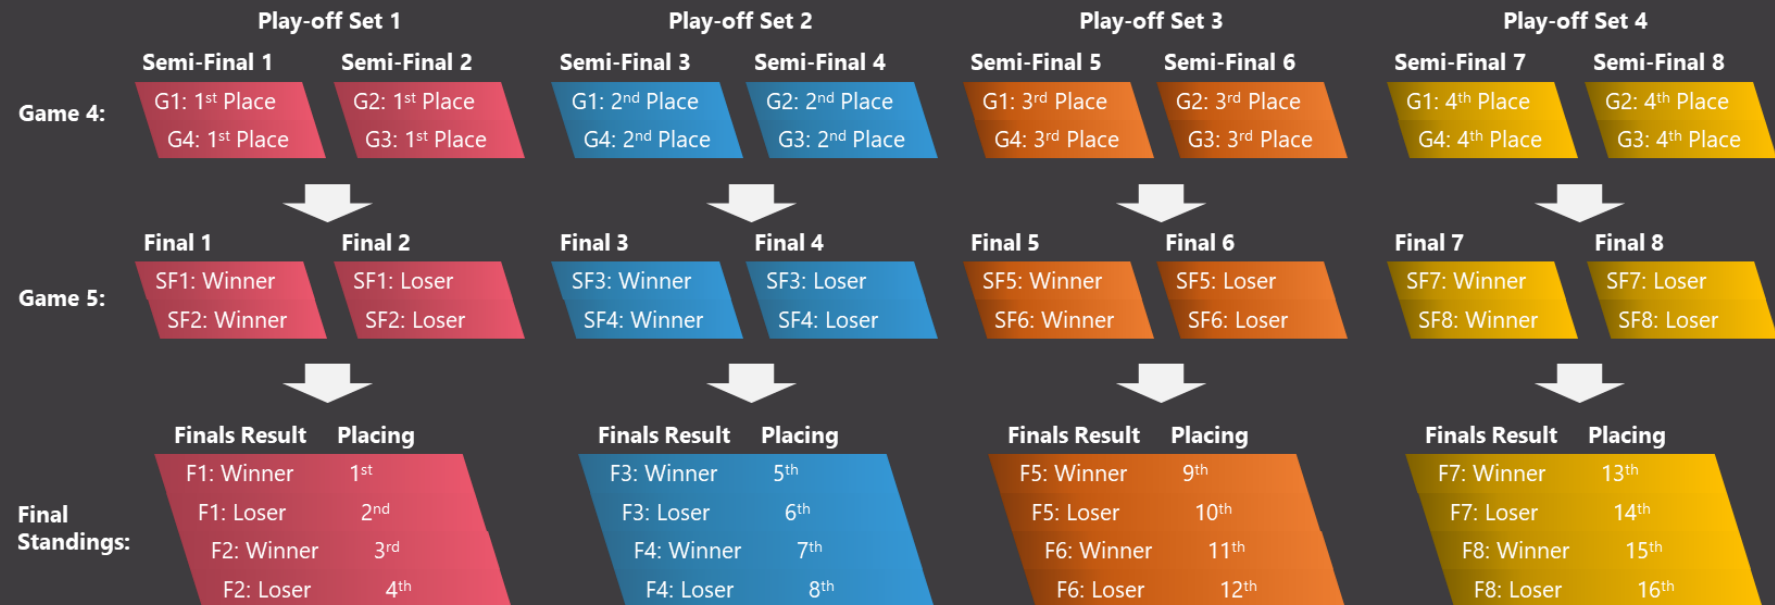 Play-off Set 1 Play-off Set 2 Play-off Set 3 Play-off Set 4
Semi-Final 1 Semi-Final 2 Semi-Final 3 Semi-Final 4 Semi-Final 5 Semi-Final 6 Semi-Final 7 Semi-Final 8
Game 4:
G1: 1st Place G2: 1st Place G1: 2nd Place G2: 2nd Place G1: 3rd Place G2: 3rd Place G1: 4th Place G2: 4th Place
G4: 1st Place G3: 1st Place G4: 2nd Place G3: 2nd Place G4: 3rd Place G3: 3rd Place G4: 4th Place G3: 4th Place
Final 1 Final 2 Final 3 Final 4 Final 5 Final 6 Final 7 Final 8
Game 5:
SF1: Winner SF1: Loser SF3: Winner SF3: Loser SF5: Winner SF5: Loser SF7: Winner SF7: Loser
SF2: Winner SF2: Loser SF4: Winner SF4: Loser SF6: Winner SF6: Loser SF8: Winner SF8: Loser
Finals Result Placing Finals Result Placing Finals Result Placing Finals Result Placing
Final
Standings:
F1: Winner 1st F3: Winner 5th F5: Winner 9th F7: Winner 13th
F1: Loser 2nd F3: Loser 6th F5: Loser 10th F7: Loser 14th
F2: Winner 3rd F4: Winner 7th F6: Winner 11th F8: Winner 15th
F2: Loser 4th F4: Loser 8th F6: Loser 12th F8: Loser 16th